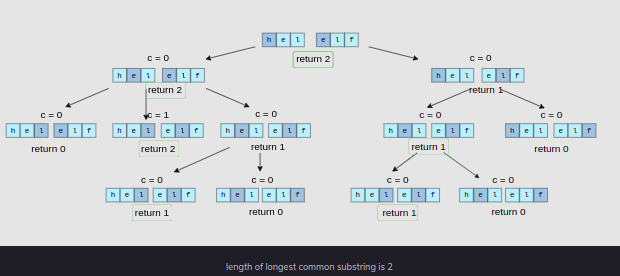 h e l e l f
return 2
c = 0 c = 0
h e l e l f h e l e l f
return 2 return 1
c = 0 c = 1 c = 0 c = 0 c = 0
h e l e l f h e l e l f h e l e l f h e l e l f h e l e l f
return 0 return 2 return 1 return 1 return 0
c = 0 c = 0 c = 0 c = 0
h e l e l f h e l e l f h e l e l f h e l e l f
return 1 return 0 return 1 return 0
length of longest common substring is 2